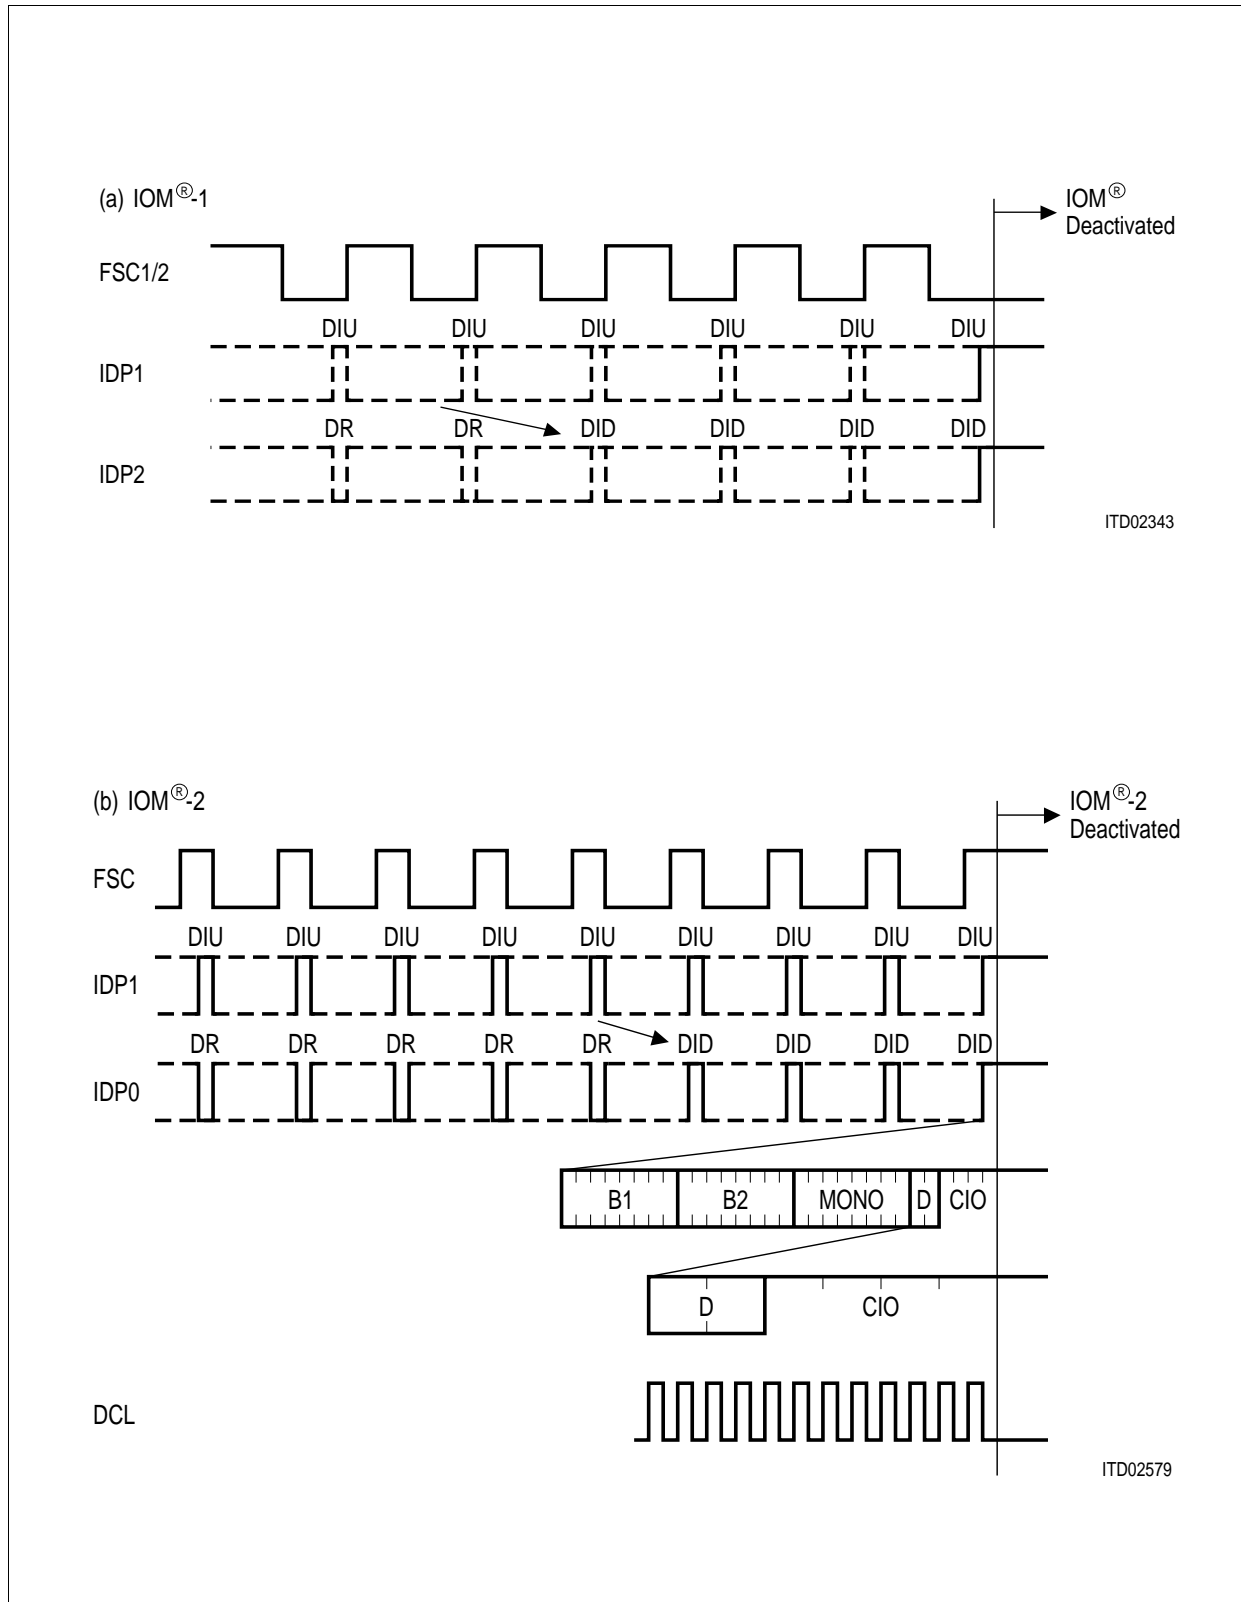 (a) IOM®-1
IOM®
Deactivated
FSC1/2
DIU DIU DIU DIU DIU DIU
IDP1
DR DR DID DID DID DID
IDP2
ITD02343
(b) IOM®-2
IOM®-2
Deactivated
FSC
DIU DIU DIU DIU DIU DIU DIU DIU DIU
IDP1
DR DR DR DR DR DID DID DID DID
IDP0
B1 B2 MONO D CIO
D CIO
DCL
ITD02579